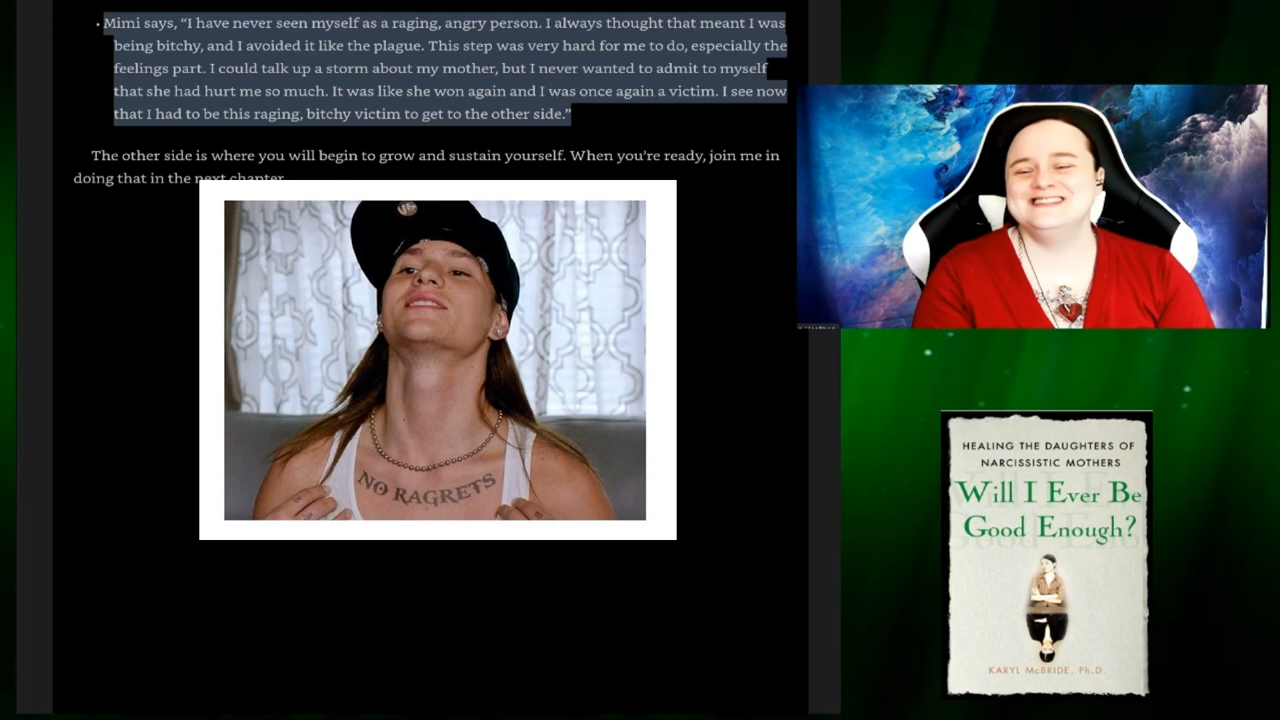 • Mimi says, “I have never seen myself as a raging, angry person. I always thought that meant I was
being bitchy, and I avoided it like the plague. This step was very hard for me to do, especially the
feelings part. I could talk up a storm about my mother, but I never wanted to admit to myself
that she had hurt me so much. It was like she won again and I was once again a victim. I see now
that I had to be this raging, bitchy victim to get to the other side.”
The other side is where you will begin to grow and sustain yourself. When you’re ready, join me in
doing that in the next chapter.
NO RAGRETS
HEALING THE DAUGHTERS OF
NARCISSISTIC MOTHERS
Will I Ever Be
Good Enough?
KARYL McBRIDE, Ph.D.